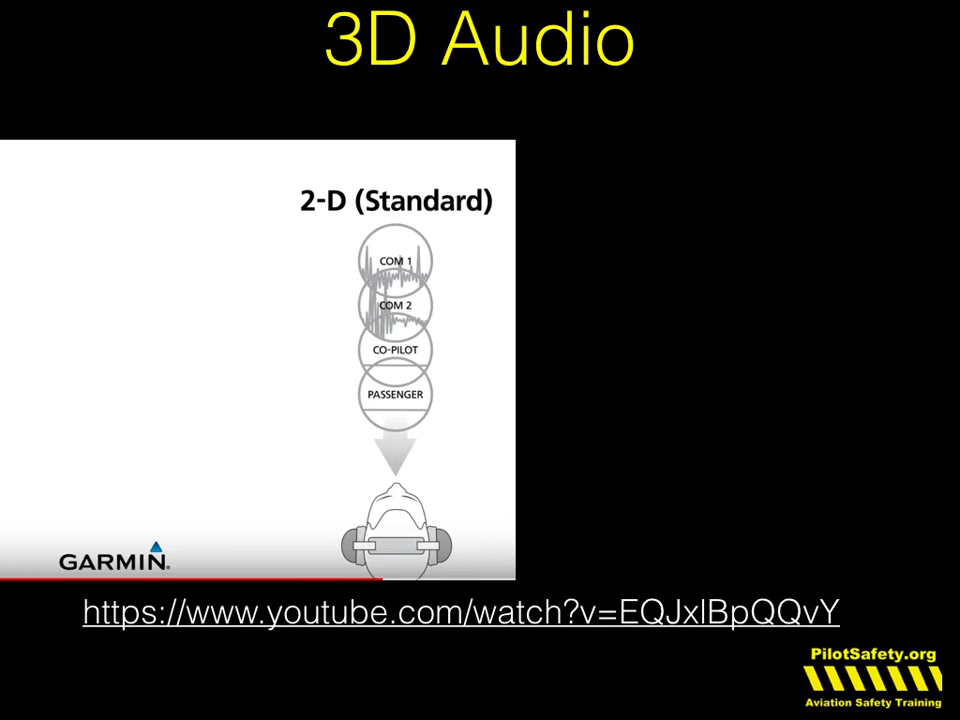 3D Audio
2-D (Standard)
COM 1
COM 2
CO-PILOT
PASSENGER
GARMIN.
https://www.youtube.com/watch?v=EQJxlBpQQvY
PilotSafety.org
Aviation Safety Training